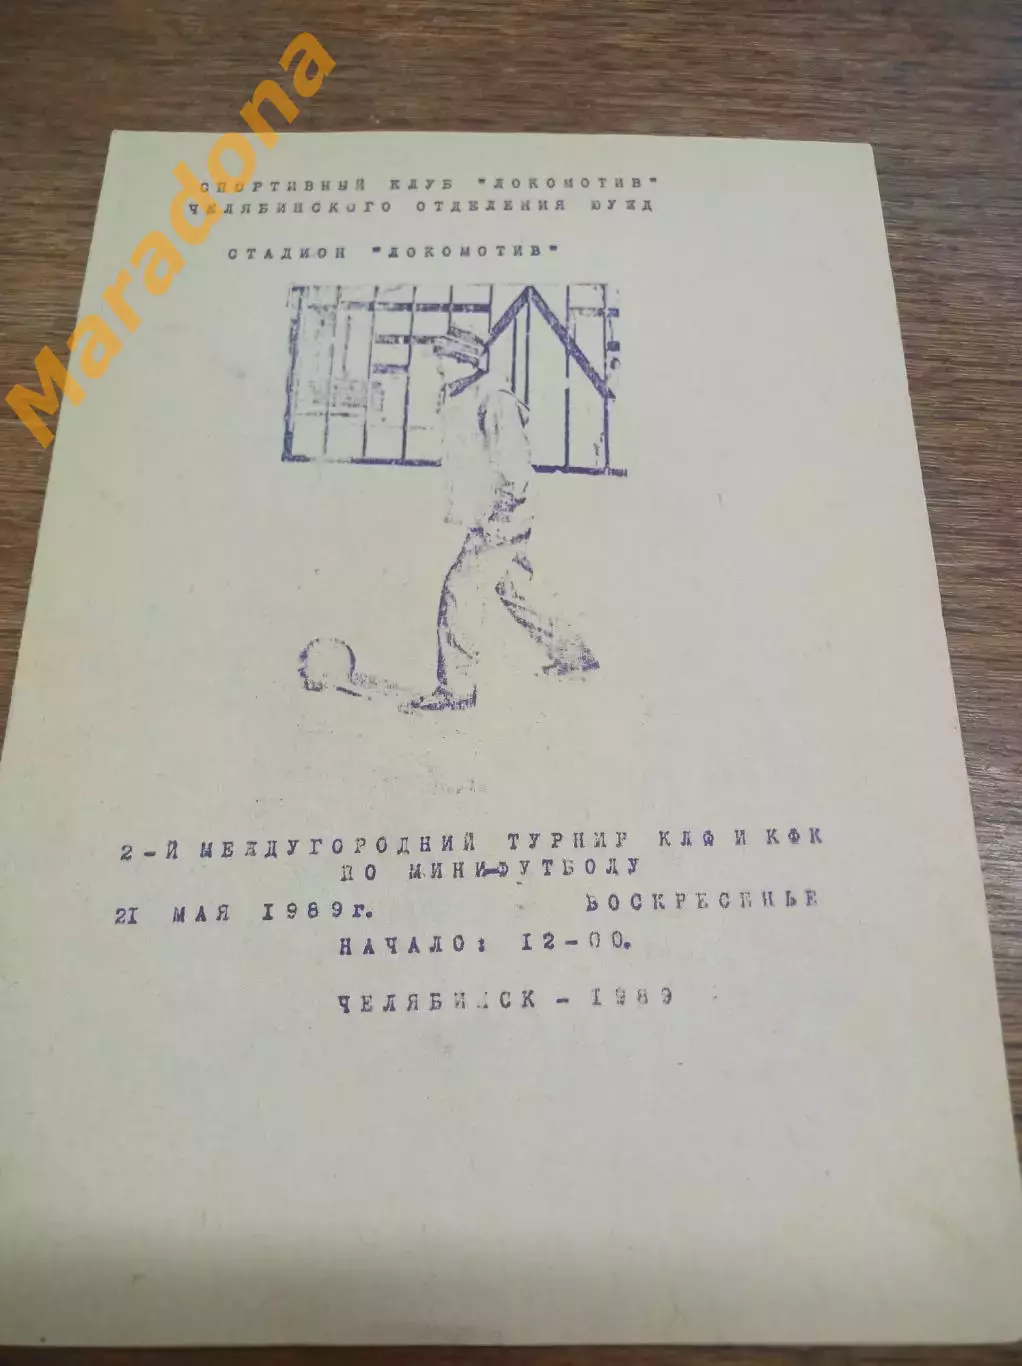 Maradona
СПОРТИВНЫЙ КЛУБ "ЛОКОМОТИВ"
ЧЕЛЯБИНСКОГО ОТДЕЛЕНИЯ ЮУЖД
СТАДИОН "ЛОКОМОТИВ"
2-Й МЕЖДУГОРОДНИЙ ТУРНИР КЛФ И КФК
ПО МИНИ-ФУТБОЛУ
21 МАЯ 1989г. ВОСКРЕСЕНЬЕ
НАЧАЛО: 12-00.
ЧЕЛЯБИНСК - 1989